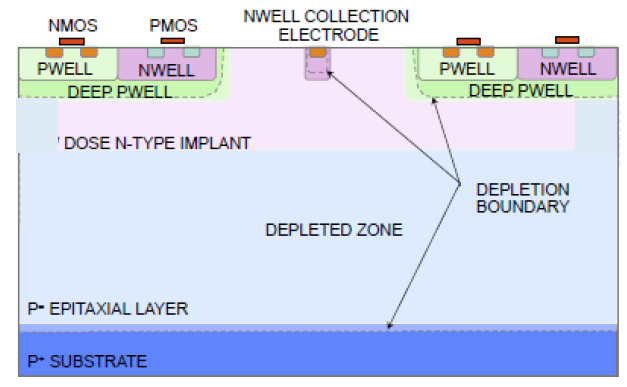 NMOS
PMOS
NWELL COLLECTION
ELECTRODE
PWELL
NWELL
PWELL
NWELL
DEEP PWELL
DEEP PWELL
DOSE N-TYPE IMPLANT
DEPLETION
BOUNDARY
DEPLETED ZONE
P- EPITAXIAL LAYER
P+ SUBSTRATE